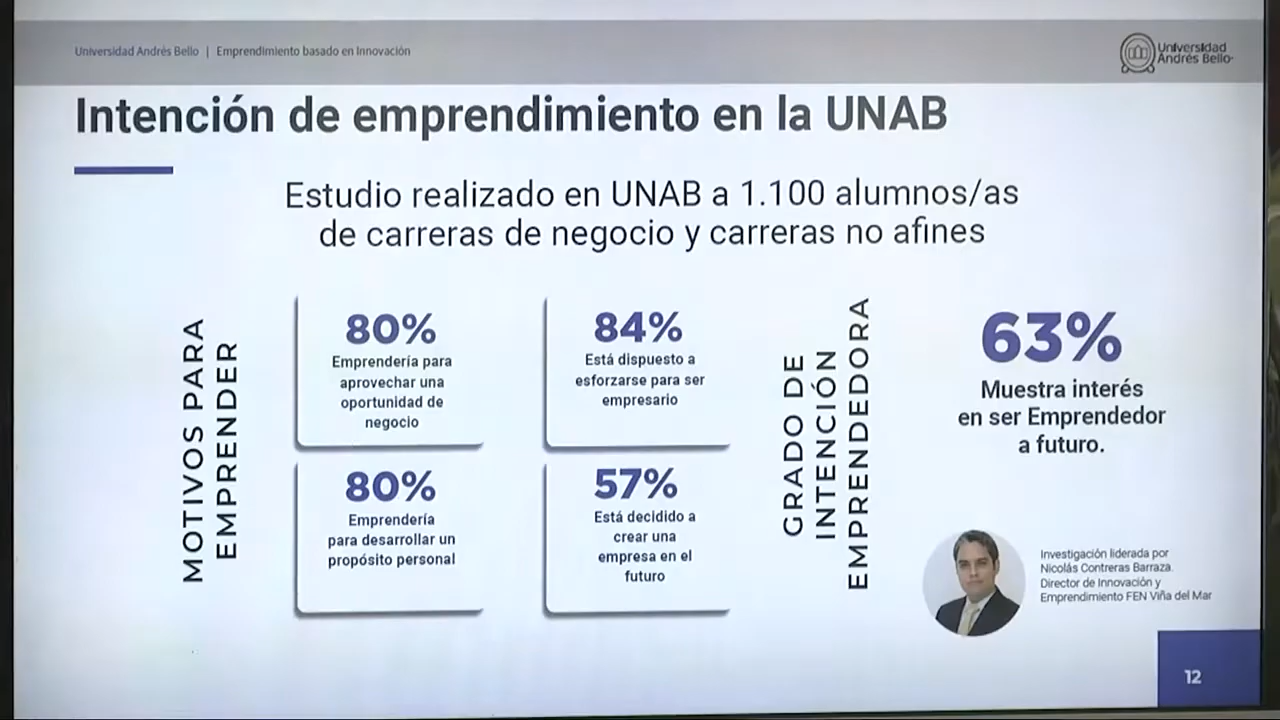 Universidad Andrés Bello | Emprendimiento basado en Innovación
Universidad
Andrés Bello
Intención de emprendimiento en la UNAB
Estudio realizado en UNAB a 1.100 alumnos/as
de carreras de negocio y carreras no afines
MOTIVOS PARA
EMPRENDER
80%
Emprendería para
aprovechar una
oportunidad de
negocio
84%
Está dispuesto a
esforzarse para ser
empresario
80%
Emprendería
para desarrollar un
propósito personal
57%
Está decidido a
crear una
empresa en el
futuro
GRADO DE
INTENCIÓN
EMPRENDEDORA
63%
Muestra interés
en ser Emprendedor
a futuro.
Investigación liderada por
Nicolás Contreras Barraza.
Director de Innovación y
Emprendimiento FEN Viña del Mar
12